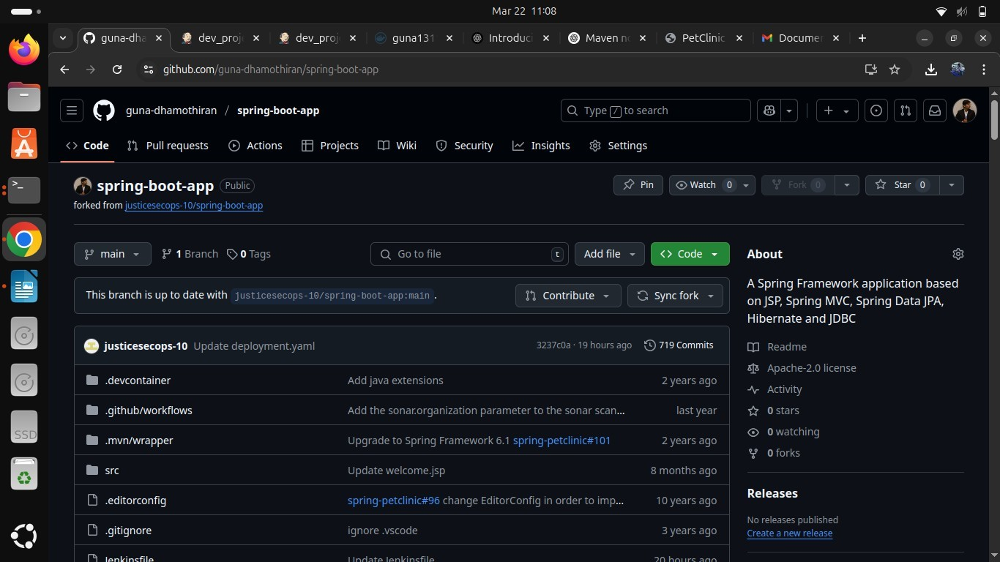 Mar 22 11:08
guna-dha
dev_proj
dev_proj
guna131
Introduc
Maven n
PetClinic
Documer
github.com/guna-dhamothiran/spring-boot-app
guna-dhamothiran / spring-boot-app
Type / to search
Code
Pull requests
Actions
Projects
Wiki
Security
Insights
Settings
spring-boot-app Public
Pin
Watch 0
Fork 0
Star 0
forked from justicesecops-10/spring-boot-app
main
1 Branch
0 Tags
Go to file t
Add file
Code
This branch is up to date with justicesecops-10/spring-boot-app:main .
Contribute
Sync fork
justicesecops-10 Update deployment.yaml 3237c0a · 19 hours ago 719 Commits
.devcontainer Add java extensions 2 years ago
.github/workflows Add the sonar.organization parameter to the sonar scan... last year
.mvn/wrapper Upgrade to Spring Framework 6.1 spring-petclinic#101 2 years ago
src Update welcome.jsp 8 months ago
.editorconfig spring-petclinic#96 change EditorConfig in order to imp... 10 years ago
.gitignore ignore .vscode 3 years ago
Jenkinsfile Update Jenkinsfile 20 hours ago
About
A Spring Framework application based
on JSP, Spring MVC, Spring Data JPA,
Hibernate and JDBC
Readme
Apache-2.0 license
Activity
0 stars
0 watching
0 forks
Releases
No releases published
Create a new release
SSD